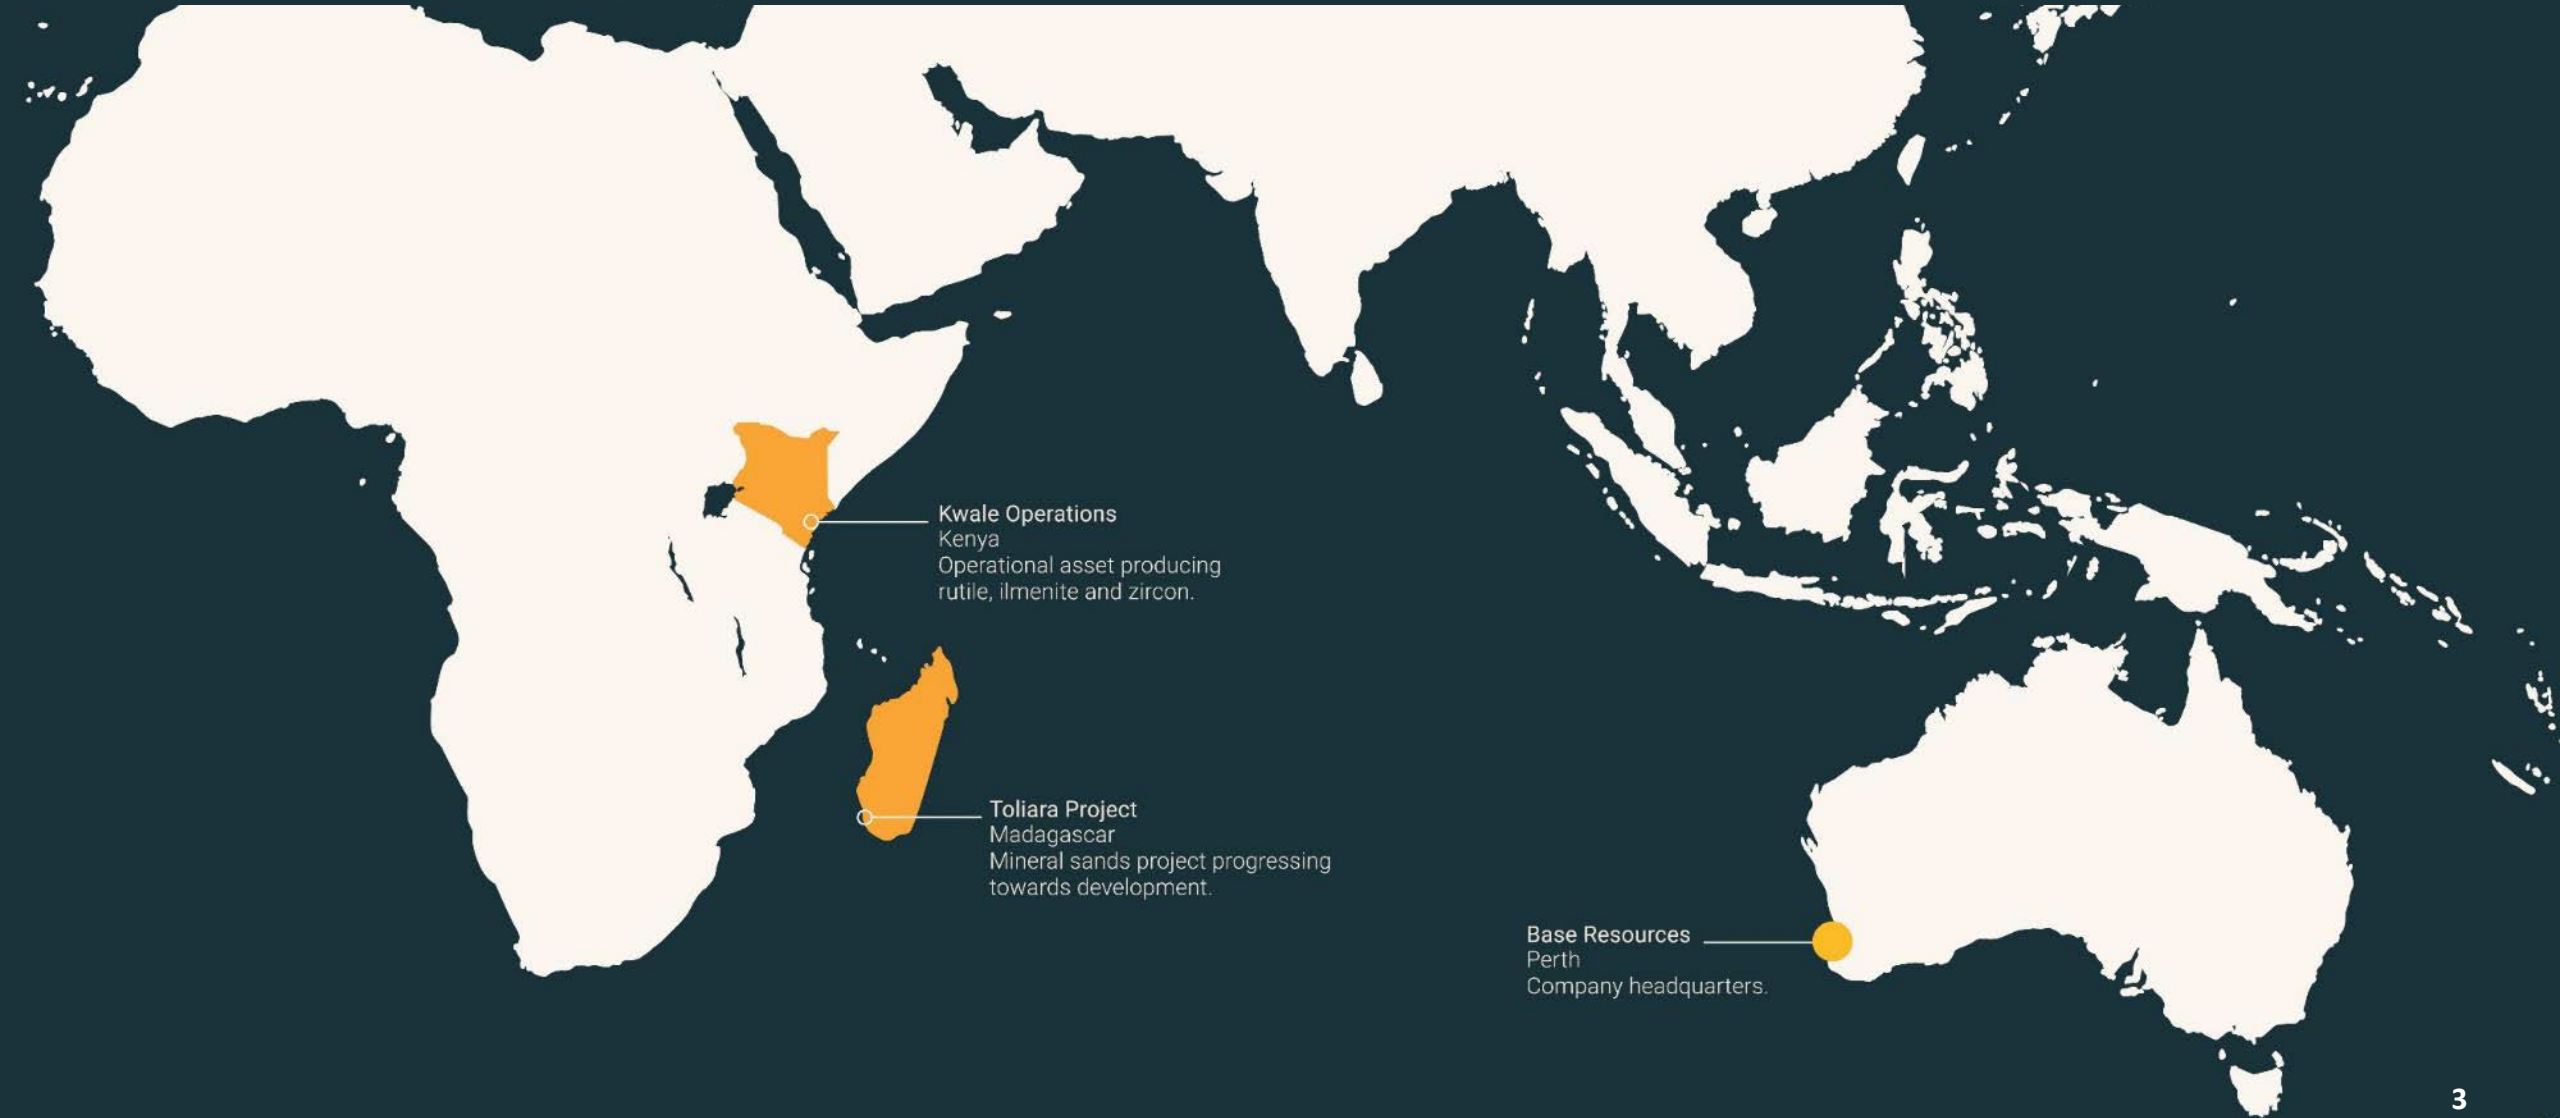 Kwale Operations
Kenya
Operational asset producing
rutile, ilmenite and zircon.
Toliara Project
Madagascar
Mineral sands project progressing
towards development.
Base Resources
Perth
Company headquarters.
3